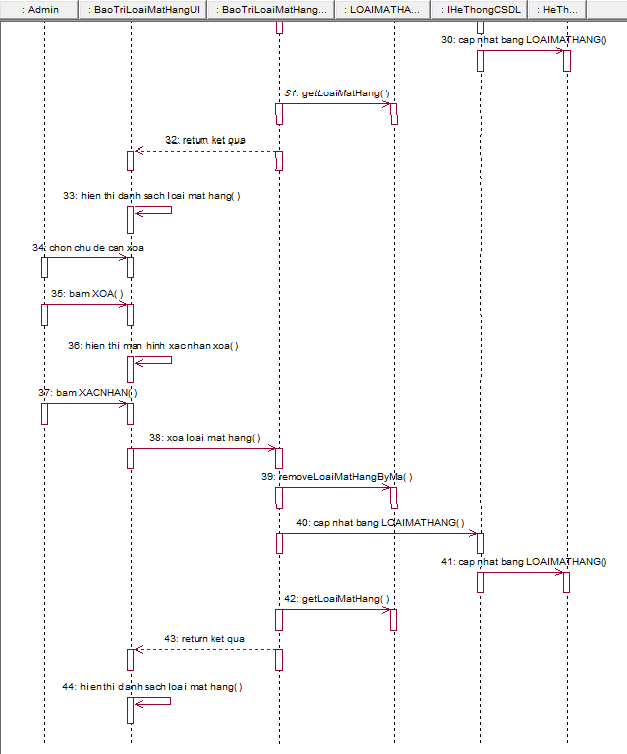 : Admin
: BaoTriLoaiMatHangUI
: BaoTriLoaiMatHang...
: LOAIMATHA...
: IHeThongCSDL
: HeTh...
30: cap nhat bang LOAIMATHANG()
31: getLoaiMatHang( )
32: return ket qua
33: hien thi danh sach loai mat hang( )
34: chon chu de can xoa
35: bam XOA( )
36: hien thi man hinh xac nhan xoa( )
37: bam XACNHAN( )
38: xoa loai mat hang( )
39: removeLoaiMatHangByMa( )
40: cap nhat bang LOAIMATHANG( )
41: cap nhat bang LOAIMATHANG()
42: getLoaiMatHang( )
43: return ket qua
44: hien thi danh sach loai mat hang( )